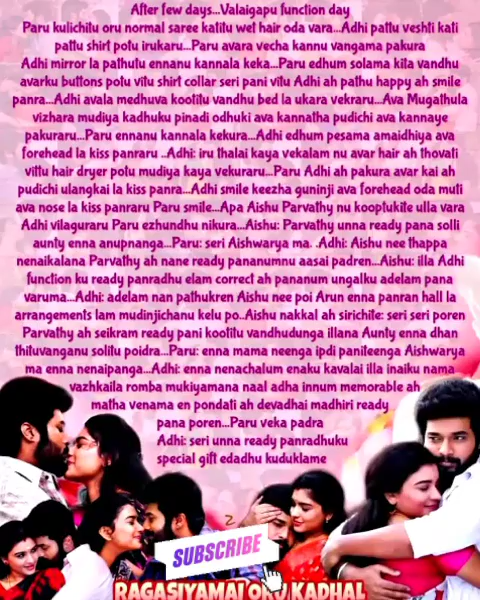 After few days...Valaigapu function day
Paru kulichitu oru normal saree katitu wet hair oda vara...Adhi pattu veshti kati
pattu shirt potu irukaru...Paru avara vecha kannu vangama pakura
Adhi mirror la pathutu ennanu kannala keka...Paru edhum solama kita vandhu
avarku buttons potu vitu shirt collar seri pani vitu Adhi ah pathu happy ah smile
panra...Adhi avala medhuva kootitu vandhu bed la ukara vekraru...Ava Mugathula
vizhara mudiya kadhuku pinadi odhuki ava kannatha pudichi ava kannaye
pakuraru...Paru ennanu kannala kekura...Adhi edhum pesama amaidhiya ava
forehead la kiss panraru ..Adhi: iru thalai kaya vekalam nu avar hair ah thovati
vittu hair dryer potu mudiya kaya vekuraru...Paru Adhi ah pakura avar kai ah
pudichi ulangkai la kiss panra...Adhi smile keezha guninji ava forehead oda muti
ava nose la kiss panraru Paru smile...Apa Aishu Parvathy nu kooptukite ulla vara
Adhi vilaguraru Paru ezhundhu nikura...Aishu: Parvathy unna ready pana solli
aunty enna anupnanga...Paru: seri Aishwarya ma. .Adhi: Aishu nee thappa
nenaikalana Parvathy ah nane ready pananumnu aasai padren...Aishu: illa Adhi
function ku ready panradhu elam correct ah pananum ungalku adelam pana
varuma...Adhi: adelam nan pathukren Aishu nee poi Arun enna panran hall la
arrangements lam mudinjichanu kelu po..Aishu nakkal ah sirichite: seri seri poren
Parvathy ah seikram ready pani kootitu vandhudunga illana Aunty enna dhan
thituvanganu solitu poidra...Paru: enna mama neenga ipdi paniteenga Aishwarya
ma enna nenaipanga...Adhi: enna nenachalum enaku kavalai illa inaiku nama
vazhkaila romba mukiyamana naal adha innum memorable ah
matha venama en pondati ah devadhai madhiri ready
pana poren...Paru veka padra
Adhi: seri unna ready panradhuku
special gift edadhu kuduklame
2
SUBSCRIBE
RAGASIYAMAI ORU KADHAL